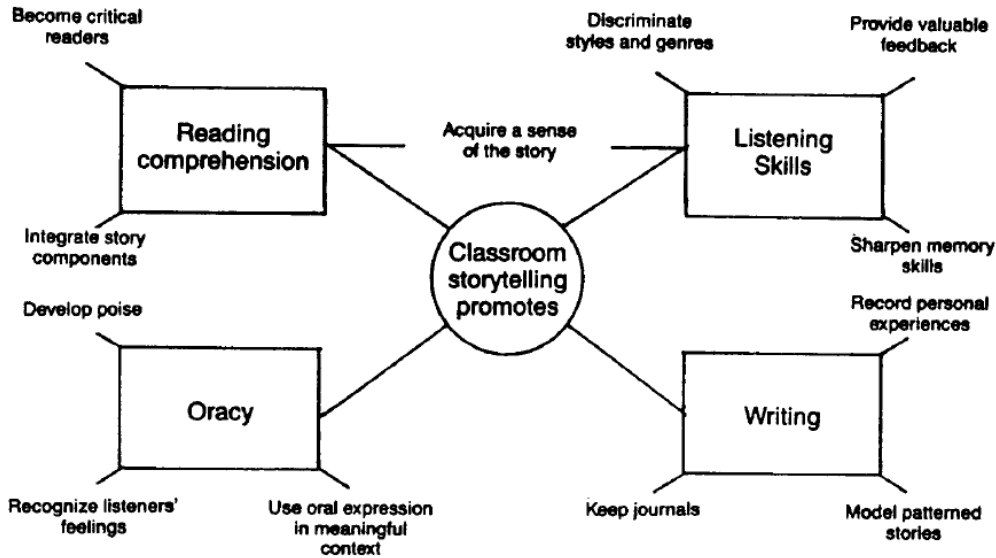 Become critical
readers
Discriminate
styles and genres
Provide valuable
feedback
Reading
comprehension
Acquire a sense
of the story
Listening
Skills
Integrate story
components
Classroom
storytelling
promotes
Sharpen memory
skills
Develop poise
Record personal
experiences
Oracy
Writing
Recognize listeners'
feelings
Use oral expression
in meaningful
context
Keep journals
Model patterned
stories